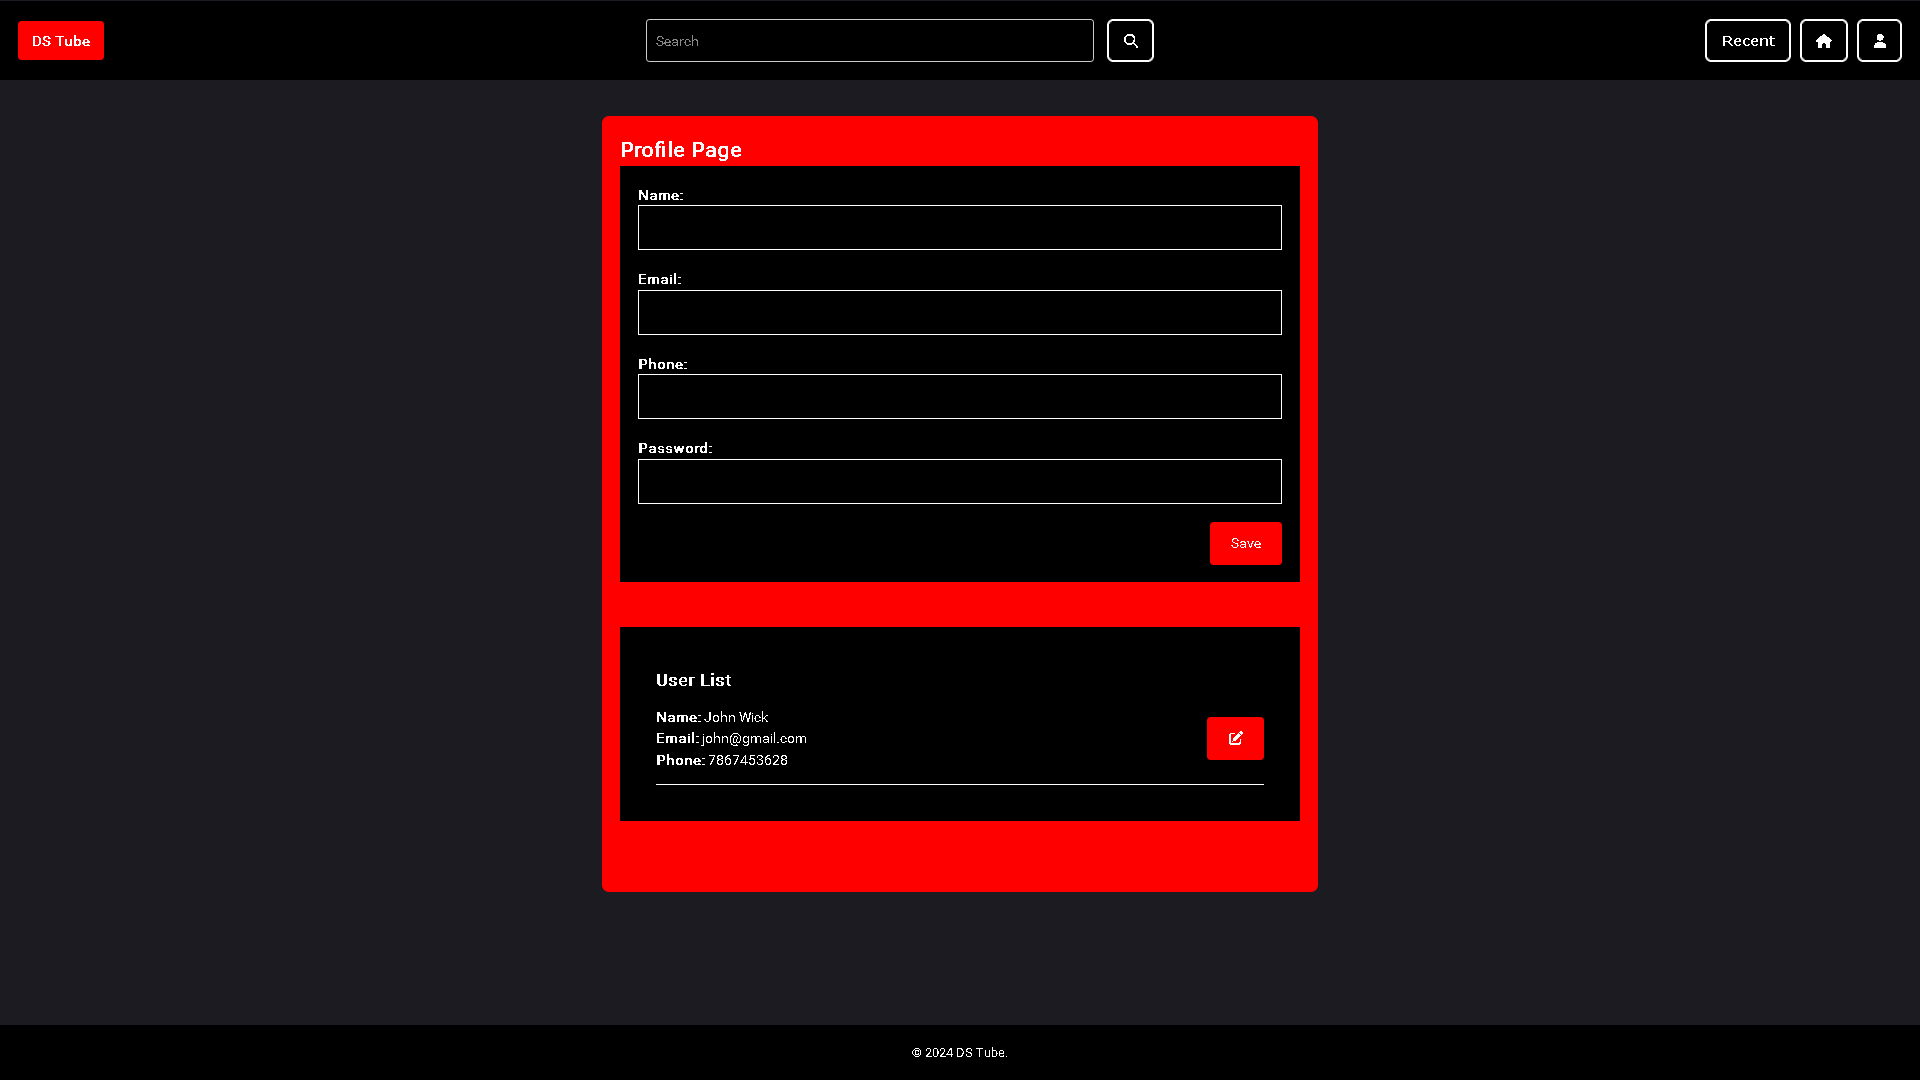 DS Tube
Search
Recent
Profile Page
Name:
Email:
Phone:
Password:
Save
User List
Name: John Wick
Email: john@gmail.com
Phone: 7867453628
© 2024 DS Tube.